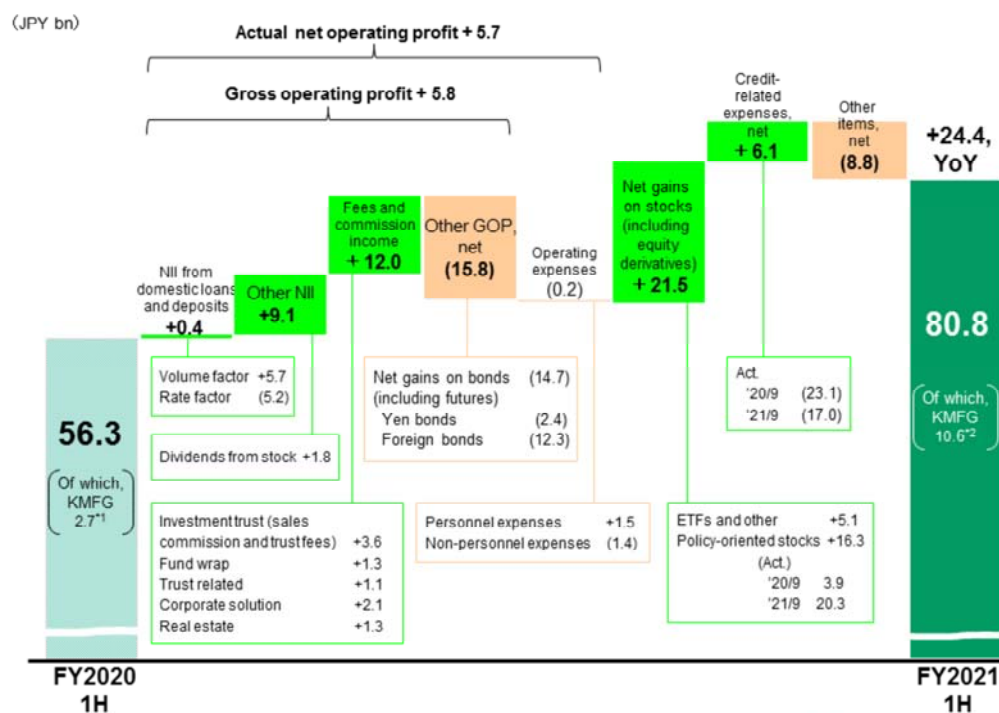 (JPY bn)
Actual net operating profit + 5.7
Gross operating profit + 5.8
NII from
domestic loans
and deposits
+0.4
Other NII
+9.1
Fees and
commission
income
+ 12.0
Other GOP,
net
(15.8)
Operating
expenses
(0.2)
Net gains
on stocks
(including
equity
derivatives)
+ 21.5
Credit-
related
expenses,
net
+ 6.1
Other
items,
net
(8.8)
+24.4,
YoY
56.3
Of which,
KMFG
2.7*1
80.8
Of which,
KMFG
10.6*2
Volume factor +5.7
Rate factor (5.2)
Dividends from stock +1.8
Investment trust (sales
commission and trust fees) +3.6
Fund wrap +1.3
Trust related +1.1
Corporate solution +2.1
Real estate +1.3
Net gains on bonds (14.7)
(including futures)
Yen bonds (2.4)
Foreign bonds (12.3)
Personnel expenses +1.5
Non-personnel expenses (1.4)
Act.
'20/9 (23.1)
'21/9 (17.0)
ETFs and other +5.1
Policy-oriented stocks +16.3
(Act.)
'20/9 3.9
'21/9 20.3
FY2020
1H
FY2021
1H